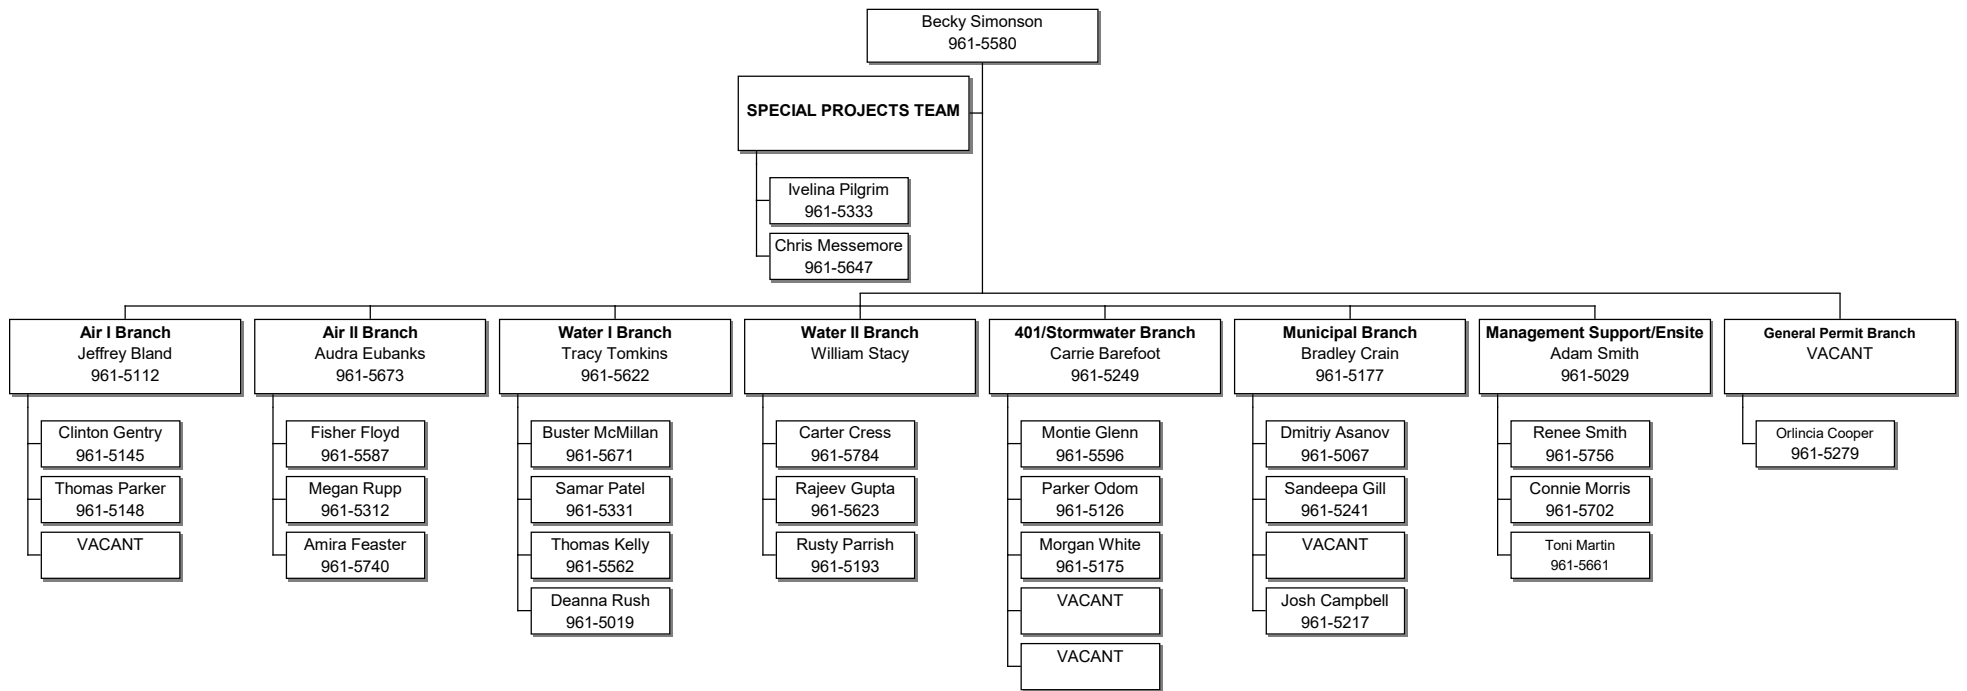 Becky Simonson
961-5580
SPECIAL PROJECTS TEAM
Ivelina Pilgrim
961-5333
Chris Messemore
961-5647
Air I Branch
Jeffrey Bland
961-5112
Clinton Gentry
961-5145
Thomas Parker
961-5148
VACANT
Air II Branch
Audra Eubanks
961-5673
Fisher Floyd
961-5587
Megan Rupp
961-5312
Amira Feaster
961-5740
Water I Branch
Tracy Tomkins
961-5622
Buster McMillan
961-5671
Samar Patel
961-5331
Thomas Kelly
961-5562
Deanna Rush
961-5019
Water II Branch
William Stacy
Carter Cress
961-5784
Rajeev Gupta
961-5623
Rusty Parrish
961-5193
401/Stormwater Branch
Carrie Barefoot
961-5249
Montie Glenn
961-5596
Parker Odom
961-5126
Morgan White
961-5175
VACANT
VACANT
Municipal Branch
Bradley Crain
961-5177
Dmitriy Asanov
961-5067
Sandeepa Gill
961-5241
VACANT
Josh Campbell
961-5217
Management Support/Ensite
Adam Smith
961-5029
Renee Smith
961-5756
Connie Morris
961-5702
Toni Martin
961-5661
General Permit Branch
VACANT
Orlincia Cooper
961-5279